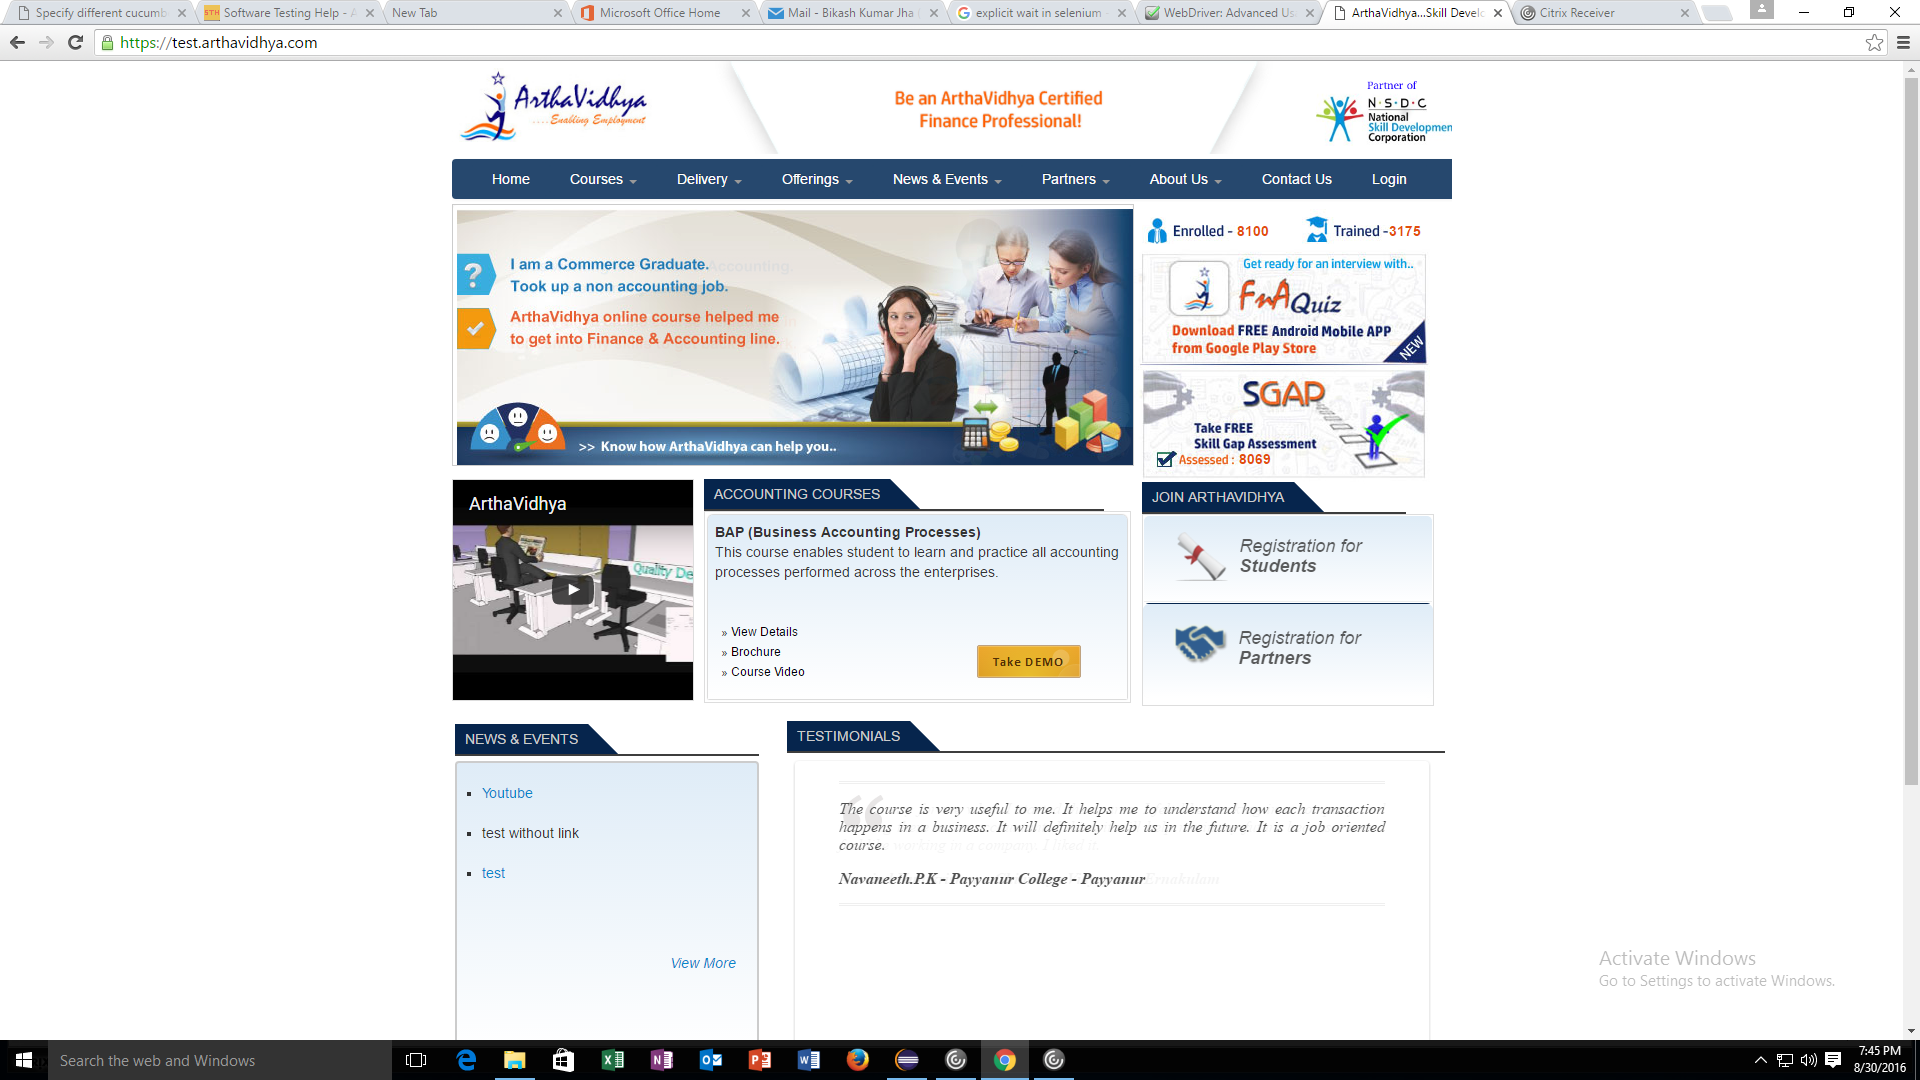 Specify different cucumb
Software Testing Help - A
New Tab
Microsoft Office Home
Mail - Bikash Kumar Jha
explicit wait in selenium
WebDriver: Advanced Us
ArthaVidhya...Skill Develo
Citrix Receiver
https://test.arthavidhya.com
ArthaVidhya
....Enabling Employment
Be an ArthaVidhya Certified
Finance Professional!
Partner of
N·S·D·C
National
Skill Developmen
Corporation
Home
Courses
Delivery
Offerings
News & Events
Partners
About Us
Contact Us
Login
I am a Commerce Graduate.
Took up a non accounting job.
ArthaVidhya online course helped me
to get into Finance & Accounting line.
>> Know how ArthaVidhya can help you..
Enrolled - 8100
Trained -3175
Get ready for an interview with..
FnA Quiz
Download FREE Android Mobile APP
from Google Play Store
NEW
SGAP
Take FREE
Skill Gap Assessment
Assessed : 8069
ArthaVidhya
Quality De
ACCOUNTING COURSES
BAP (Business Accounting Processes)
This course enables student to learn and practice all accounting
processes performed across the enterprises.
» View Details
» Brochure
» Course Video
Take DEMO
JOIN ARTHAVIDHYA
Registration for
Students
Registration for
Partners
NEWS & EVENTS
Youtube
test without link
test
View More
TESTIMONIALS
The course is very useful to me. It helps me to understand how each transaction
happens in a business. It will definitely help us in the future. It is a job oriented
course. working in a company. I liked it.
Navaneeth.P.K - Payyanur College - Payyanur Ernakulam
Activate Windows
Go to Settings to activate Windows.
Search the web and Windows
7:45 PM
8/30/2016